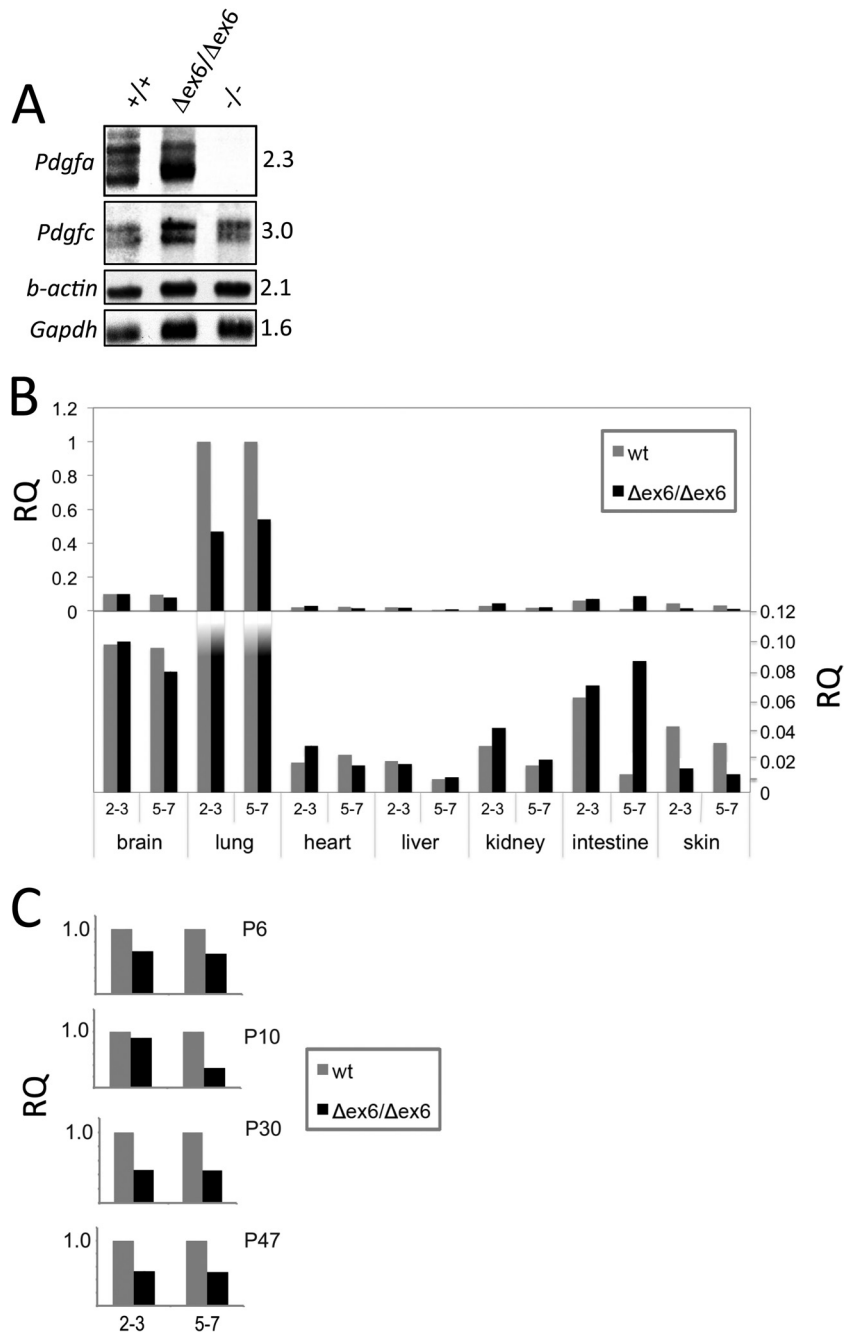 A
+/+ Δex6/Δex6 -/-
Pdgfa 2.3
Pdgfc 3.0
b-actin 2.1
Gapdh 1.6
B
RQ
1.2
1
0.8
0.6
0.4
0.2
0
wt
Δex6/Δex6
0.12
0.10
0.08
0.06
0.04
0.02
0
RQ
2-3 5-7 2-3 5-7 2-3 5-7 2-3 5-7 2-3 5-7 2-3 5-7 2-3 5-7
brain lung heart liver kidney intestine skin
C
RQ
1.0 P6
1.0 P10
wt
Δex6/Δex6
1.0 P30
1.0 P47
2-3 5-7